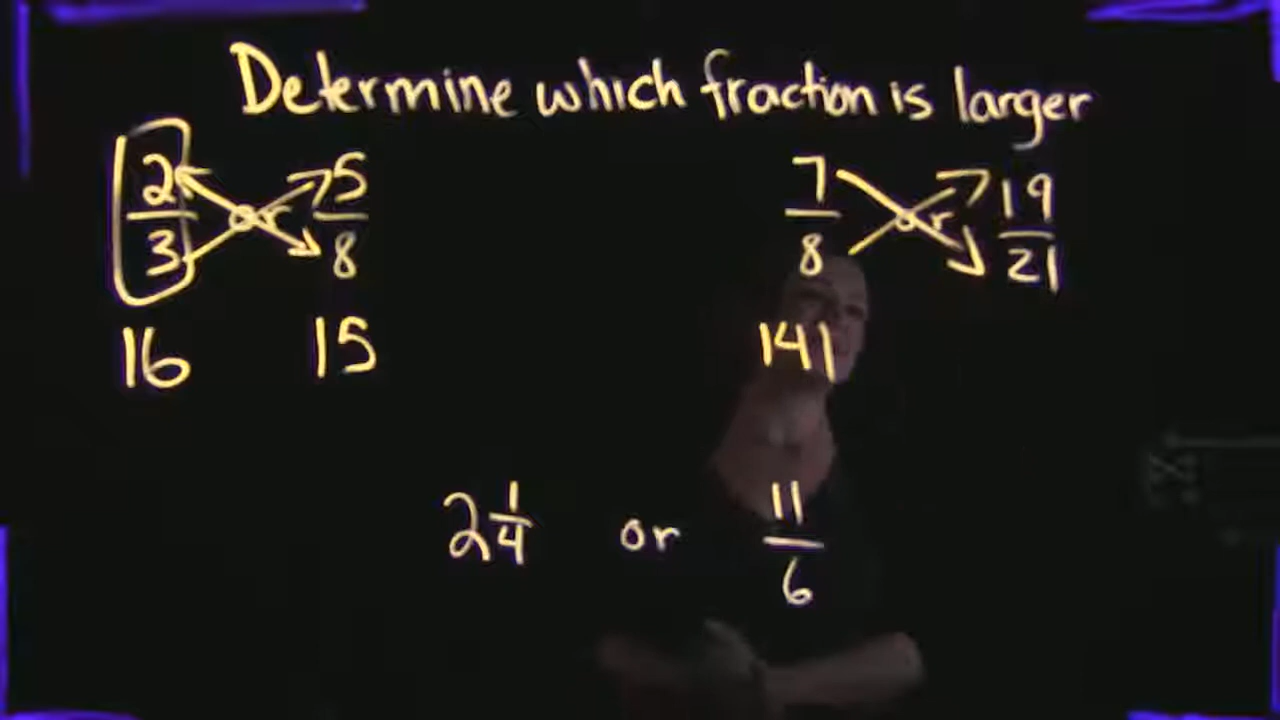 Determine which fraction is larger
2/3 or 5/8
7/8 or 19/21
16 15
141
2 1/4 or 11/6